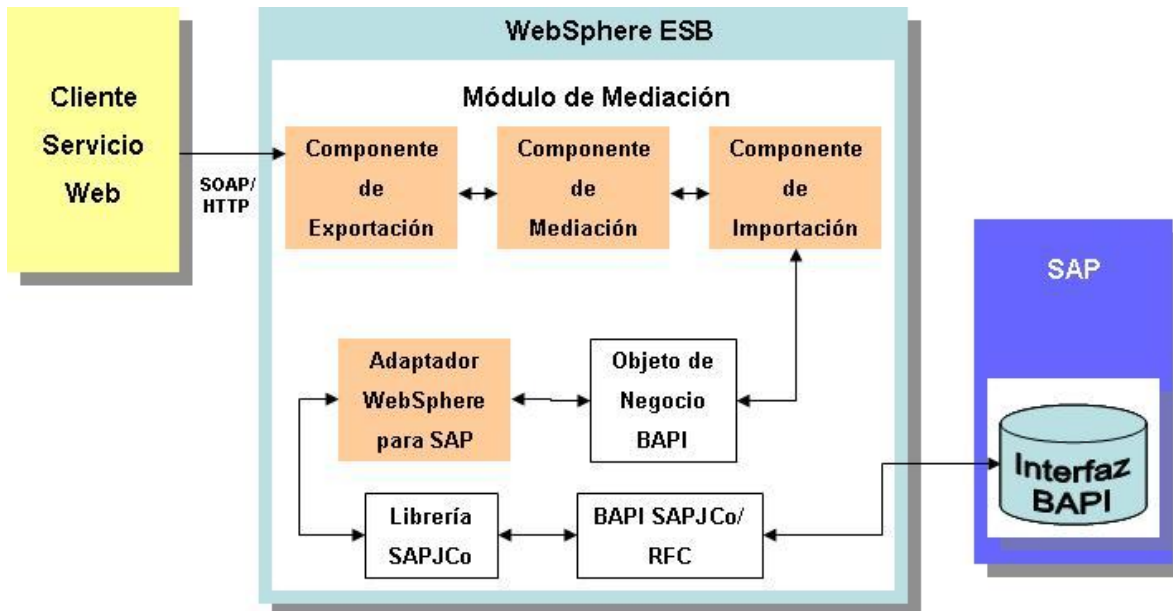 WebSphere ESB
Cliente
Servicio
Web
SOAP/
HTTP
Módulo de Mediación
Componente
de
Exportación
Componente
de
Mediación
Componente
de
Importación
Adaptador
WebSphere
para SAP
Objeto de
Negocio
BAPI
Librería
SAPJCo
BAPI SAPJCo/
RFC
SAP
Interfaz
BAPI